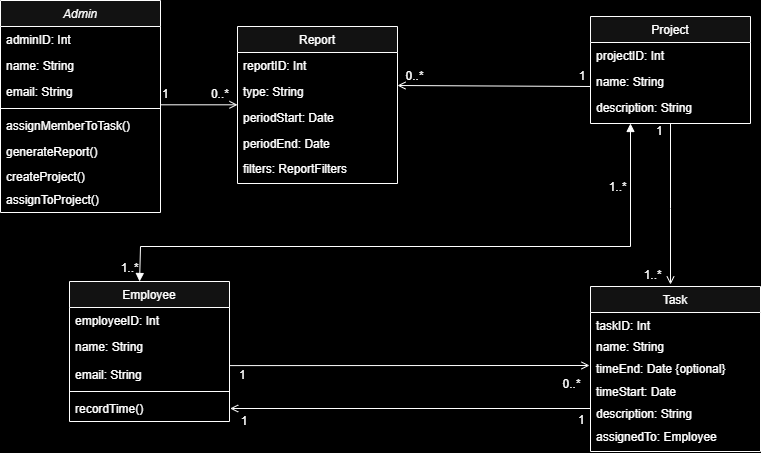 Admin
adminID: Int
name: String
email: String
assignMemberToTask()
generateReport()
createProject()
assignToProject()
1
0..*
Report
reportID: Int
type: String
periodStart: Date
periodEnd: Date
filters: ReportFilters
0..*
1
Project
projectID: Int
name: String
description: String
1
1..*
1..*
1..*
Employee
employeeID: Int
name: String
email: String
recordTime()
1
0..*
1
1
Task
taskID: Int
name: String
timeEnd: Date {optional}
timeStart: Date
description: String
assignedTo: Employee